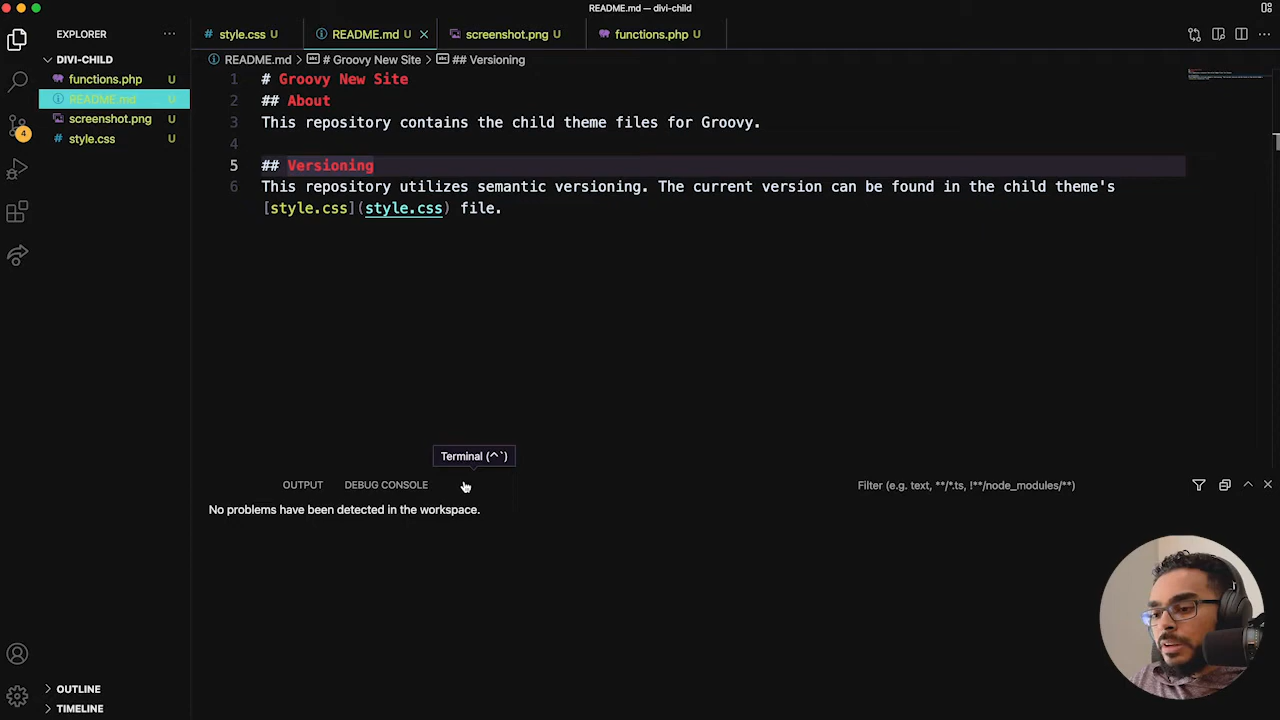 README.md — divi-child
EXPLORER
style.css U
README.md U
screenshot.png U
functions.php U
DIVI-CHILD
README.md > # Groovy New Site > ## Versioning
functions.php U
README.md U
screenshot.png U
style.css U
4
1 # Groovy New Site
2 ## About
3 This repository contains the child theme files for Groovy.
4
5 ## Versioning
6 This repository utilizes semantic versioning. The current version can be found in the child theme's
[style.css](style.css) file.
Terminal (^`)
OUTPUT DEBUG CONSOLE
Filter (e.g. text, **/*.ts, !**/node_modules/**)
No problems have been detected in the workspace.
OUTLINE
TIMELINE